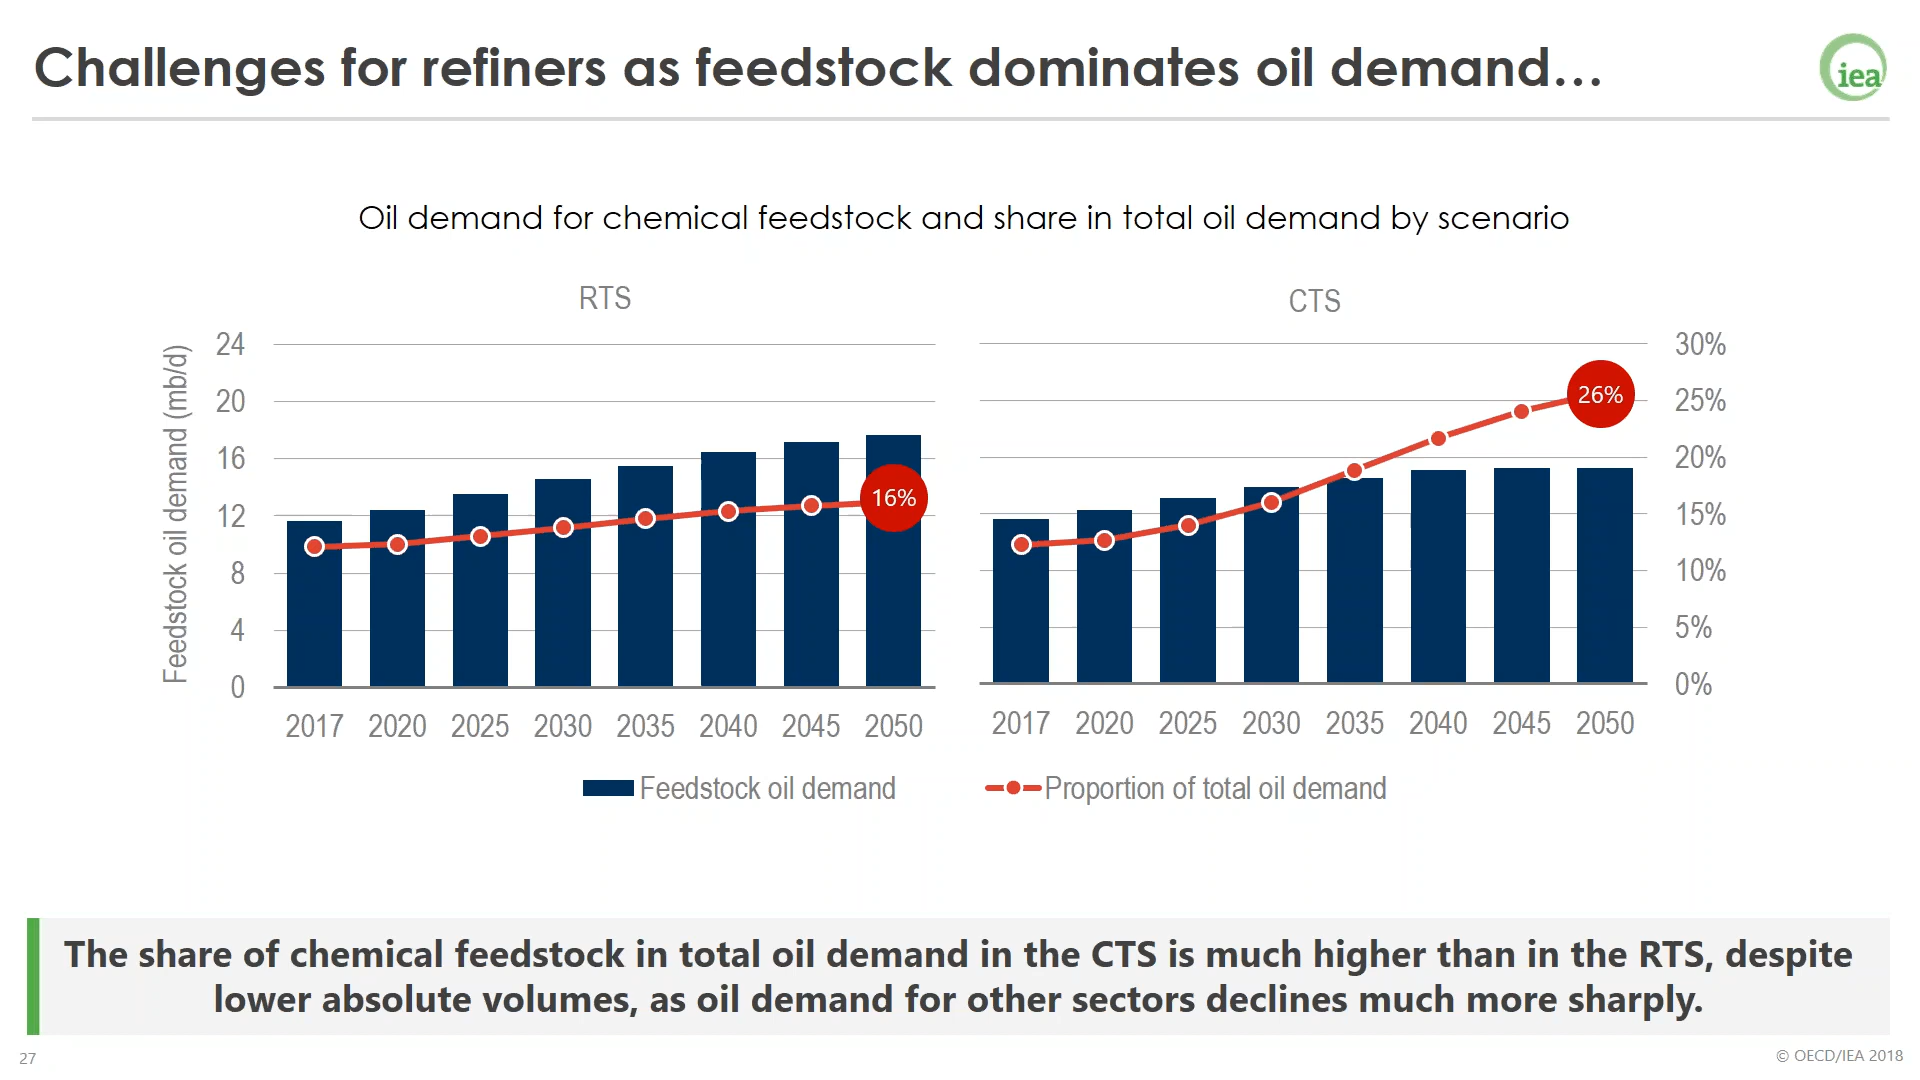 Challenges for refiners as feedstock dominates oil demand…
iea
Oil demand for chemical feedstock and share in total oil demand by scenario
RTS
CTS
Feedstock oil demand (mb/d)
24
20
16
12
8
4
0
30%
25%
20%
15%
10%
5%
0%
16%
26%
2017 2020 2025 2030 2035 2040 2045 2050
2017 2020 2025 2030 2035 2040 2045 2050
Feedstock oil demand
Proportion of total oil demand
The share of chemical feedstock in total oil demand in the CTS is much higher than in the RTS, despite
lower absolute volumes, as oil demand for other sectors declines much more sharply.
27
© OECD/IEA 2018